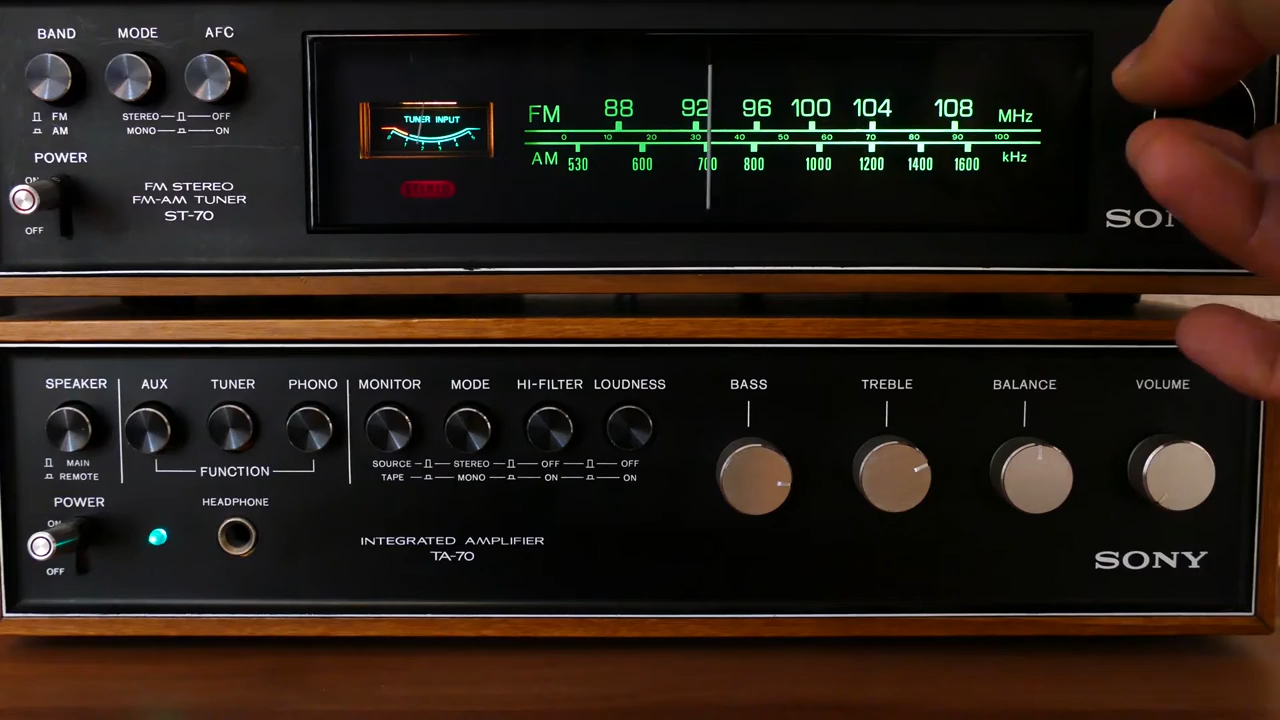 BAND MODE AFC
FM STEREO OFF
AM MONO ON
POWER
ON
OFF
FM STEREO
FM-AM TUNER
ST-70
TUNER INPUT
STEREO
FM 88 92 96 100 104 108 MHz
0 10 20 30 40 50 60 70 80 90 100
AM 530 600 700 800 1000 1200 1400 1600 kHz
SON
SPEAKER AUX TUNER PHONO MONITOR MODE HI-FILTER LOUDNESS BASS TREBLE BALANCE VOLUME
MAIN FUNCTION SOURCE STEREO OFF OFF
REMOTE TAPE MONO ON ON
POWER HEADPHONE
ON
OFF
INTEGRATED AMPLIFIER
TA-70
SONY